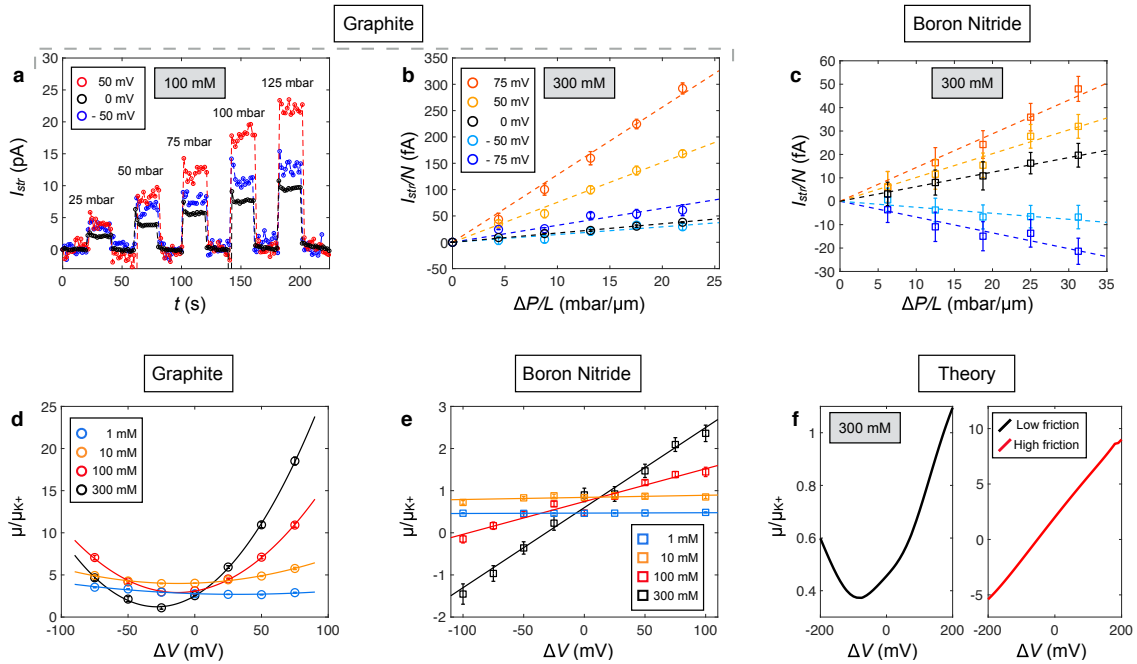 Graphite
Boron Nitride
a
50 mV
0 mV
- 50 mV
100 mM
25 mbar
50 mbar
75 mbar
100 mbar
125 mbar
I_str (pA)
25
20
15
10
5
0
0 50 100 150 200
t (s)
b
75 mV
50 mV
0 mV
- 50 mV
- 75 mV
300 mM
I_str/N (fA)
350
300
250
200
150
100
50
0
-50
0 5 10 15 20 25
ΔP/L (mbar/μm)
c
300 mM
I_str/N (fA)
60
50
40
30
20
10
0
-10
-20
-30
0 5 10 15 20 25 30 35
ΔP/L (mbar/μm)
Graphite
Boron Nitride
Theory
d
1 mM
10 mM
100 mM
300 mM
μ/μK+
25
20
15
10
5
0
-100 -50 0 50 100
ΔV (mV)
e
1 mM
10 mM
100 mM
300 mM
μ/μK+
4
3
2
1
0
-1
-2
-100 -50 0 50 100
ΔV (mV)
f
300 mM
Low friction
High friction
μ/μK+
1
0.8
0.6
0.4
-200 0 200
10
5
0
-5
-200 0 200
ΔV (mV)